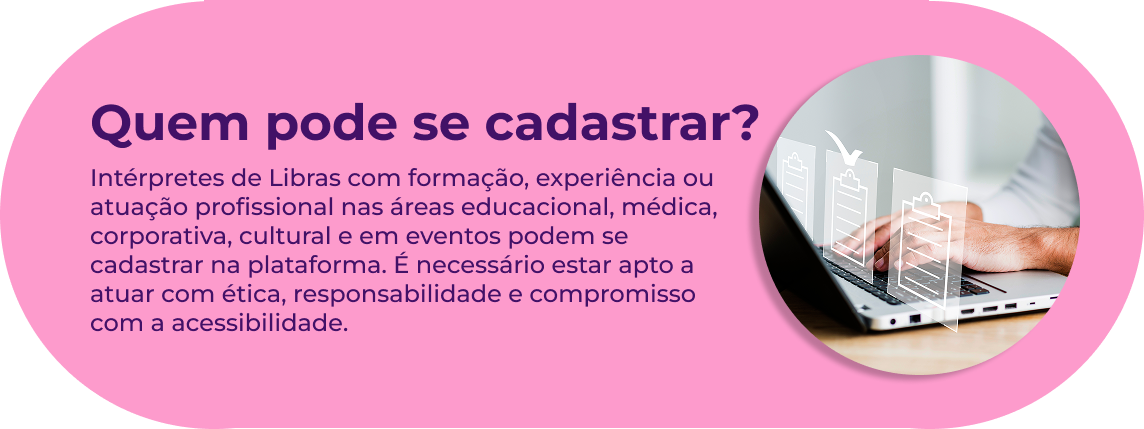 Quem pode se cadastrar?
Intérpretes de Libras com formação, experiência ou
atuação profissional nas áreas educacional, médica,
corporativa, cultural e em eventos podem se
cadastrar na plataforma. É necessário estar apto a
atuar com ética, responsabilidade e compromisso
com a acessibilidade.